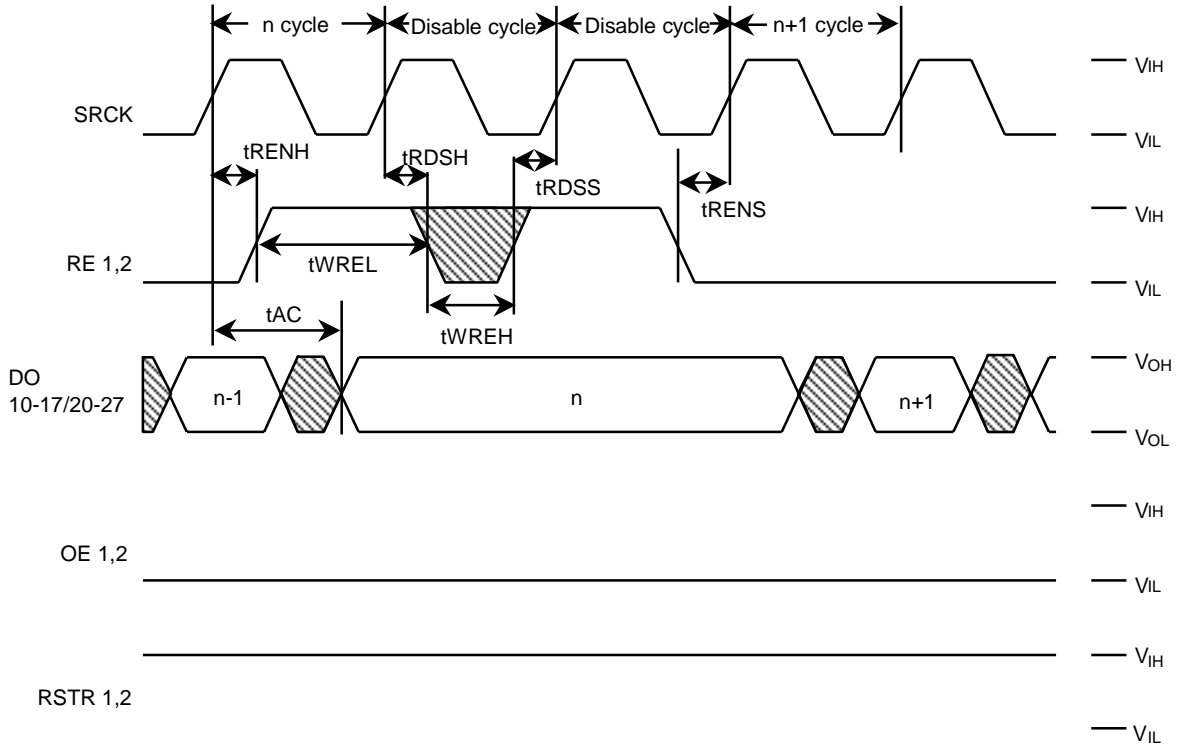 n cycle Disable cycle Disable cycle n+1 cycle
VIH
SRCK
VIL
tRENH tRDSH tRDSS tRENS
VIH
RE 1,2
tWREL
VIL
tAC tWREH
VOH
DO
10-17/20-27
n-1 n n+1
VOL
VIH
OE 1,2
VIL
VIH
RSTR 1,2
VIL